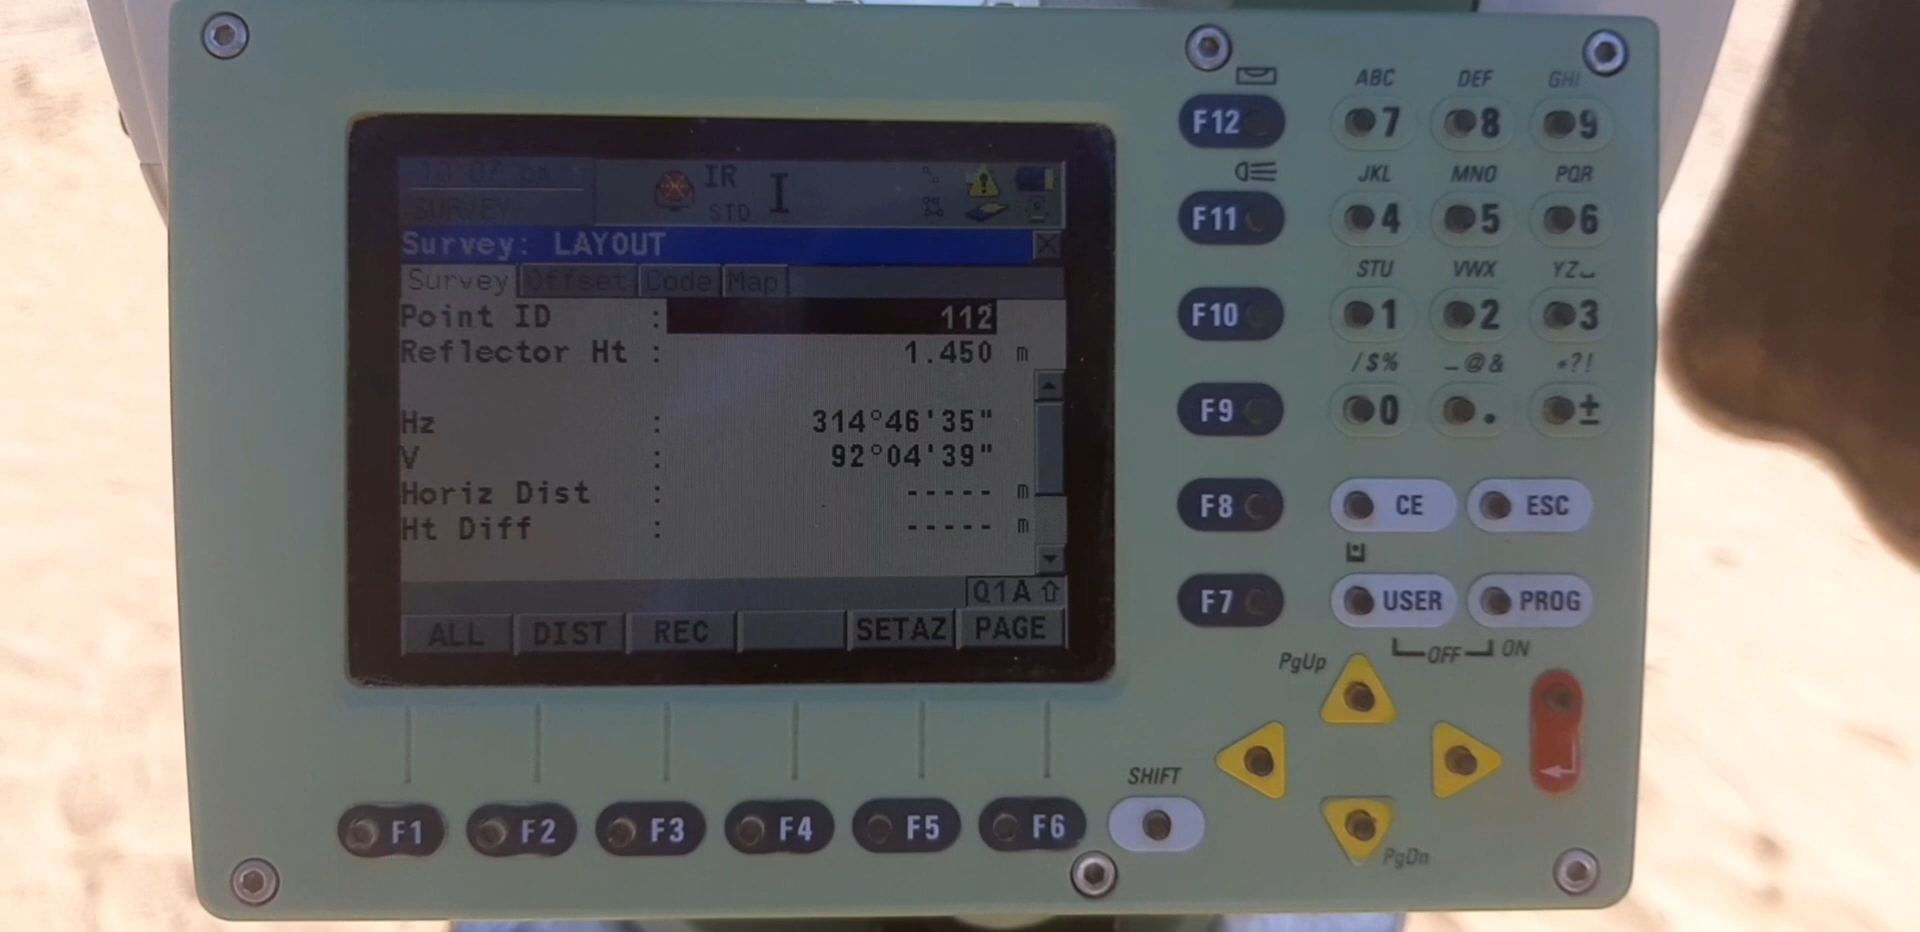 SURVEY
IR
STD
I
Survey: LAYOUT
Survey Offset Code Map
Point ID : 112
Reflector Ht : 1.450 m
Hz : 314°46'35"
V : 92°04'39"
Horiz Dist : ----- m
Ht Diff : ----- m
Q1A⇧
ALL DIST REC SETAZ PAGE
F1 F2 F3 F4 F5 F6
SHIFT
F12
F11
F10
F9
F8
F7
ABC DEF GHI
7 8 9
JKL MNO PQR
4 5 6
STU VWX YZ
1 2 3
/$% _@& *?!
0 . ±
CE ESC
USER PROG
OFF ON
PgUp
PgDn